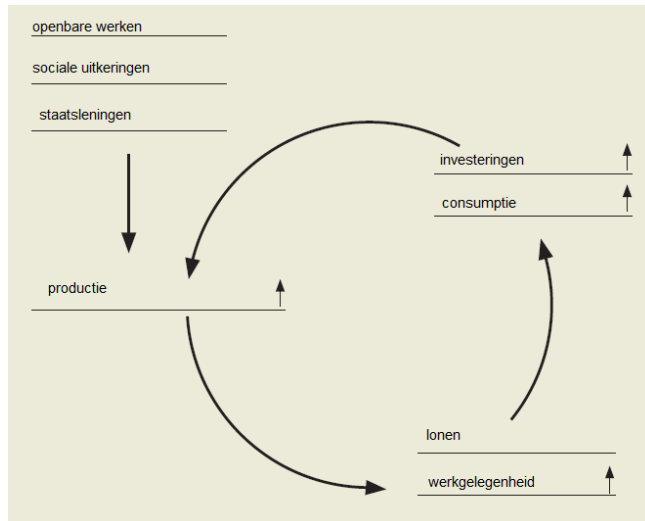 openbare werken
sociale uitkeringen
staatsleningen
investeringen
consumptie
productie
lonen
werkgelegenheid